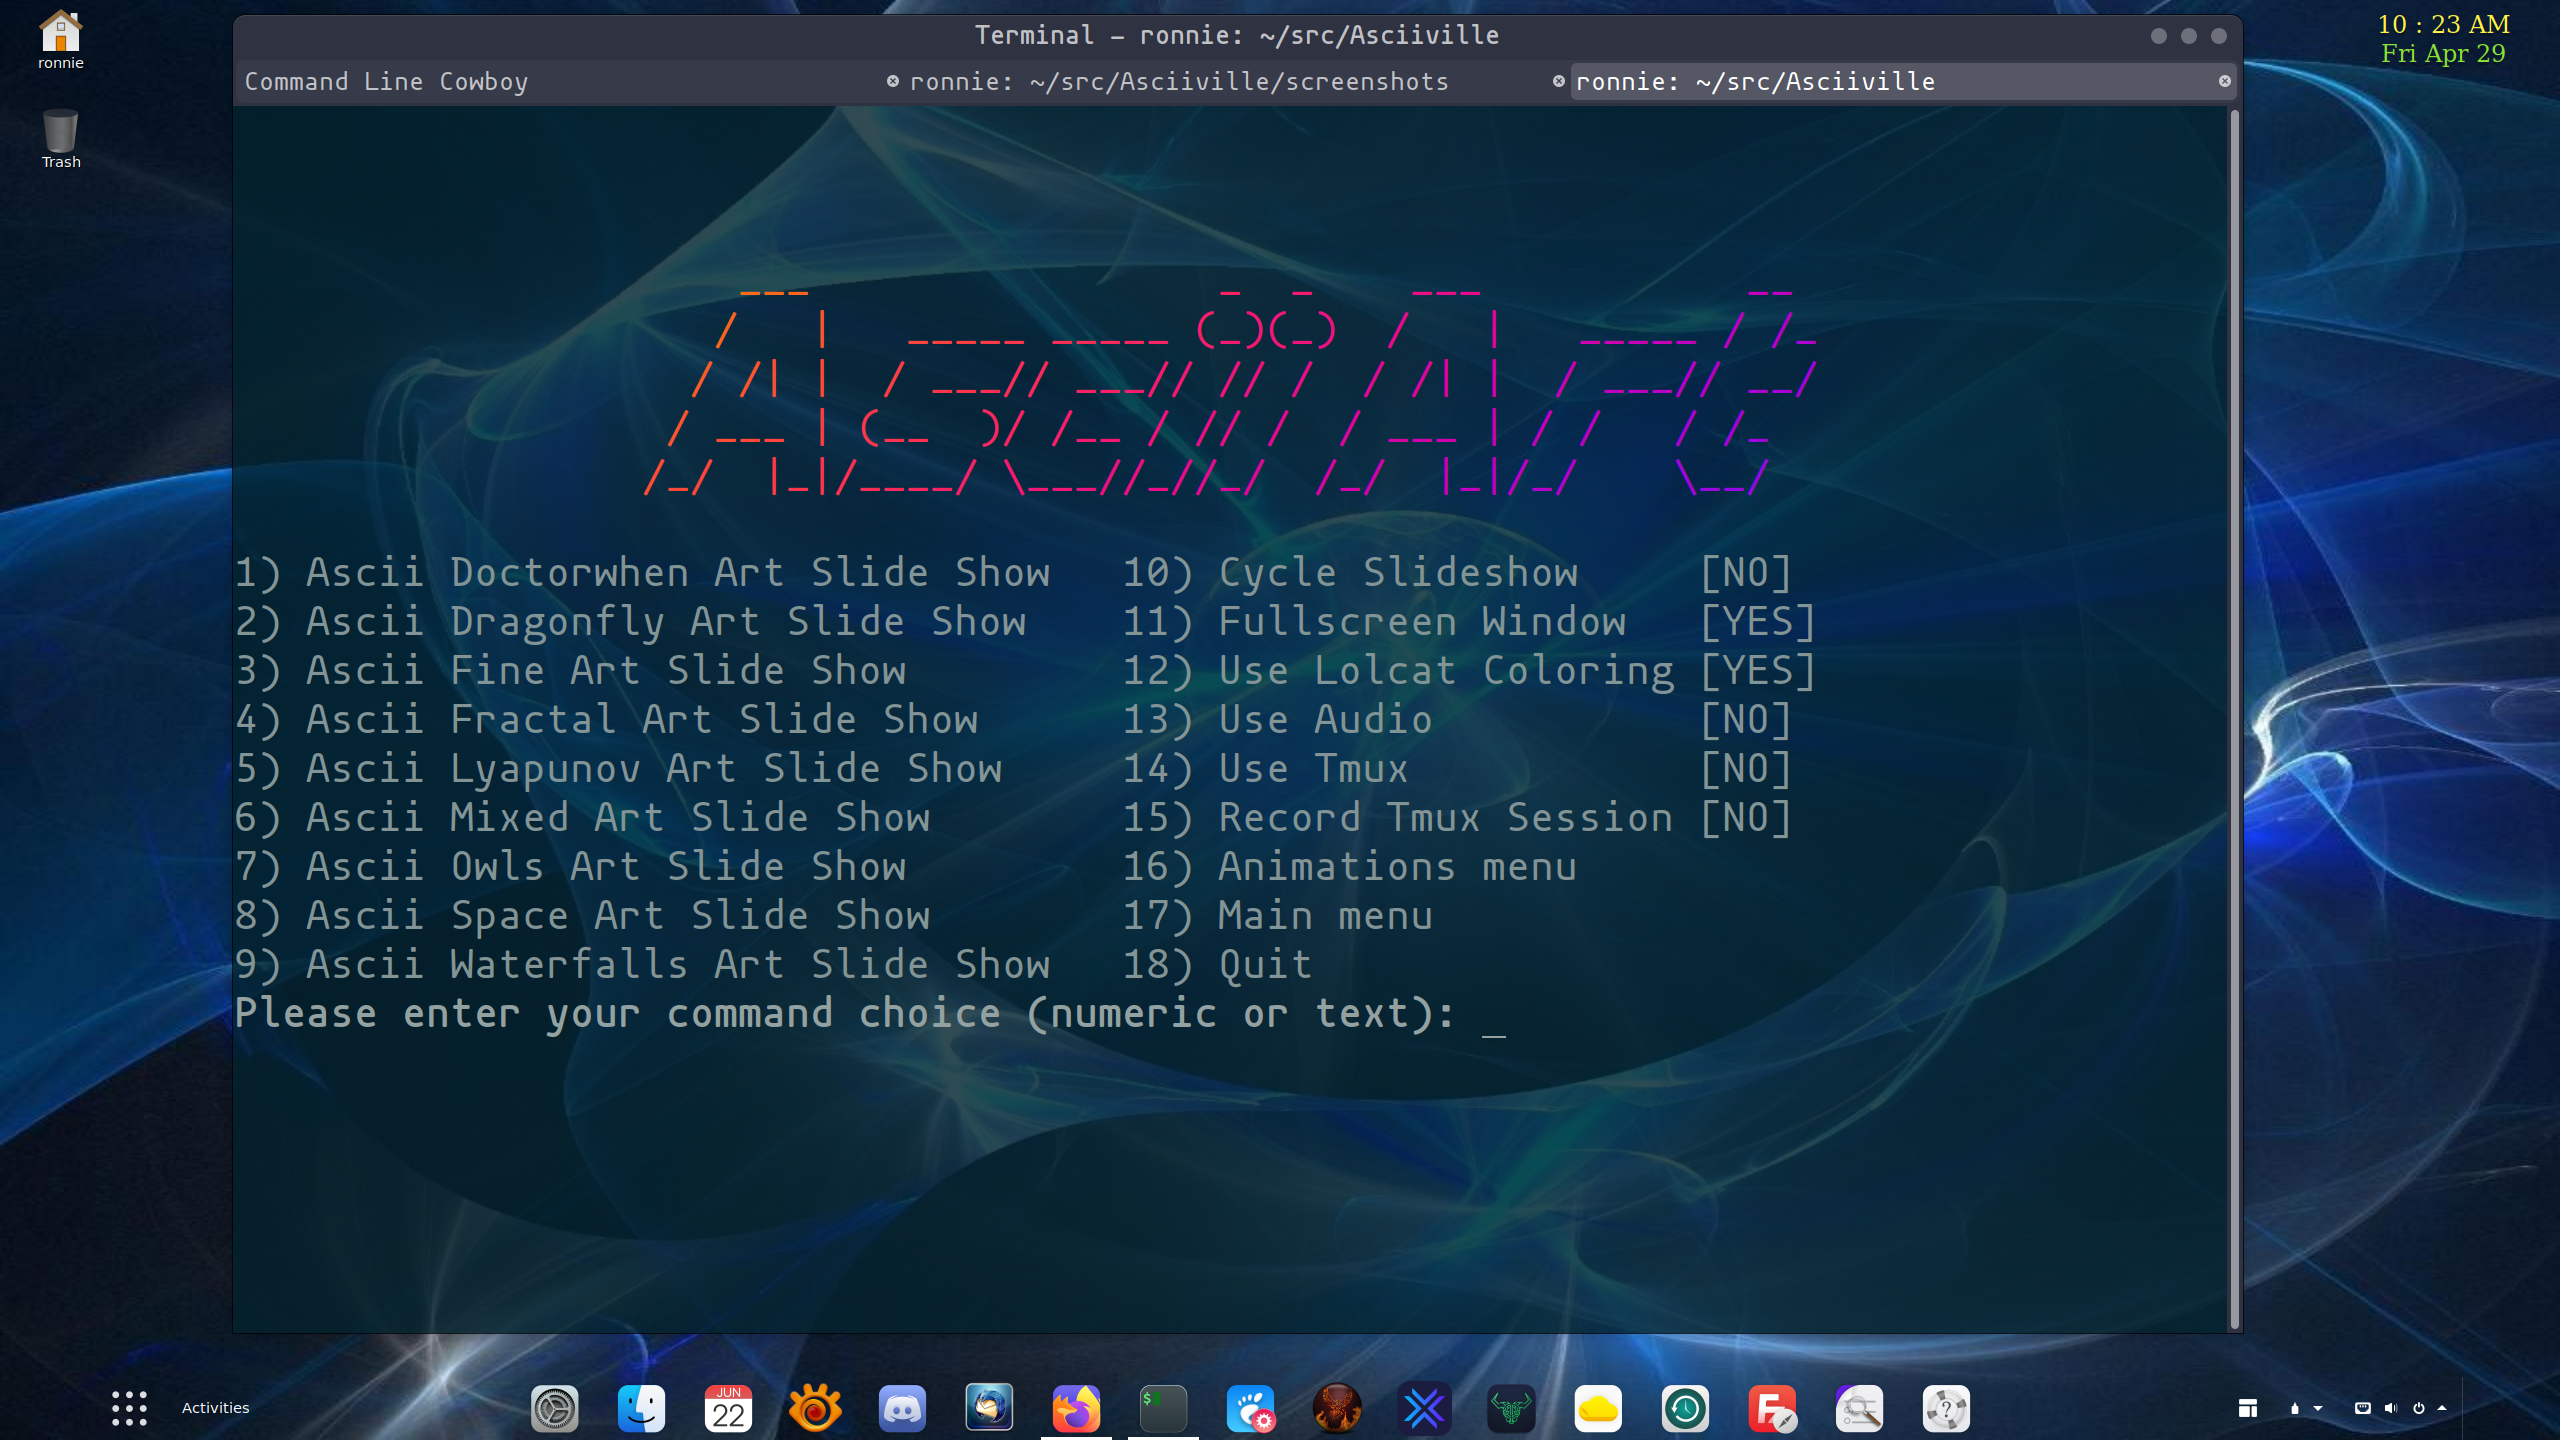 ronnie
Trash
Terminal – ronnie: ~/src/Asciiville
10 : 23 AM
Fri Apr 29
Command Line Cowboy
ronnie: ~/src/Asciiville/screenshots
ronnie: ~/src/Asciiville
AsciiArt
1) Ascii Doctorwhen Art Slide Show 10) Cycle Slideshow [NO]
2) Ascii Dragonfly Art Slide Show 11) Fullscreen Window [YES]
3) Ascii Fine Art Slide Show 12) Use Lolcat Coloring [YES]
4) Ascii Fractal Art Slide Show 13) Use Audio [NO]
5) Ascii Lyapunov Art Slide Show 14) Use Tmux [NO]
6) Ascii Mixed Art Slide Show 15) Record Tmux Session [NO]
7) Ascii Owls Art Slide Show 16) Animations menu
8) Ascii Space Art Slide Show 17) Main menu
9) Ascii Waterfalls Art Slide Show 18) Quit
Please enter your command choice (numeric or text): _
Activities
JUN
22
$
F
?